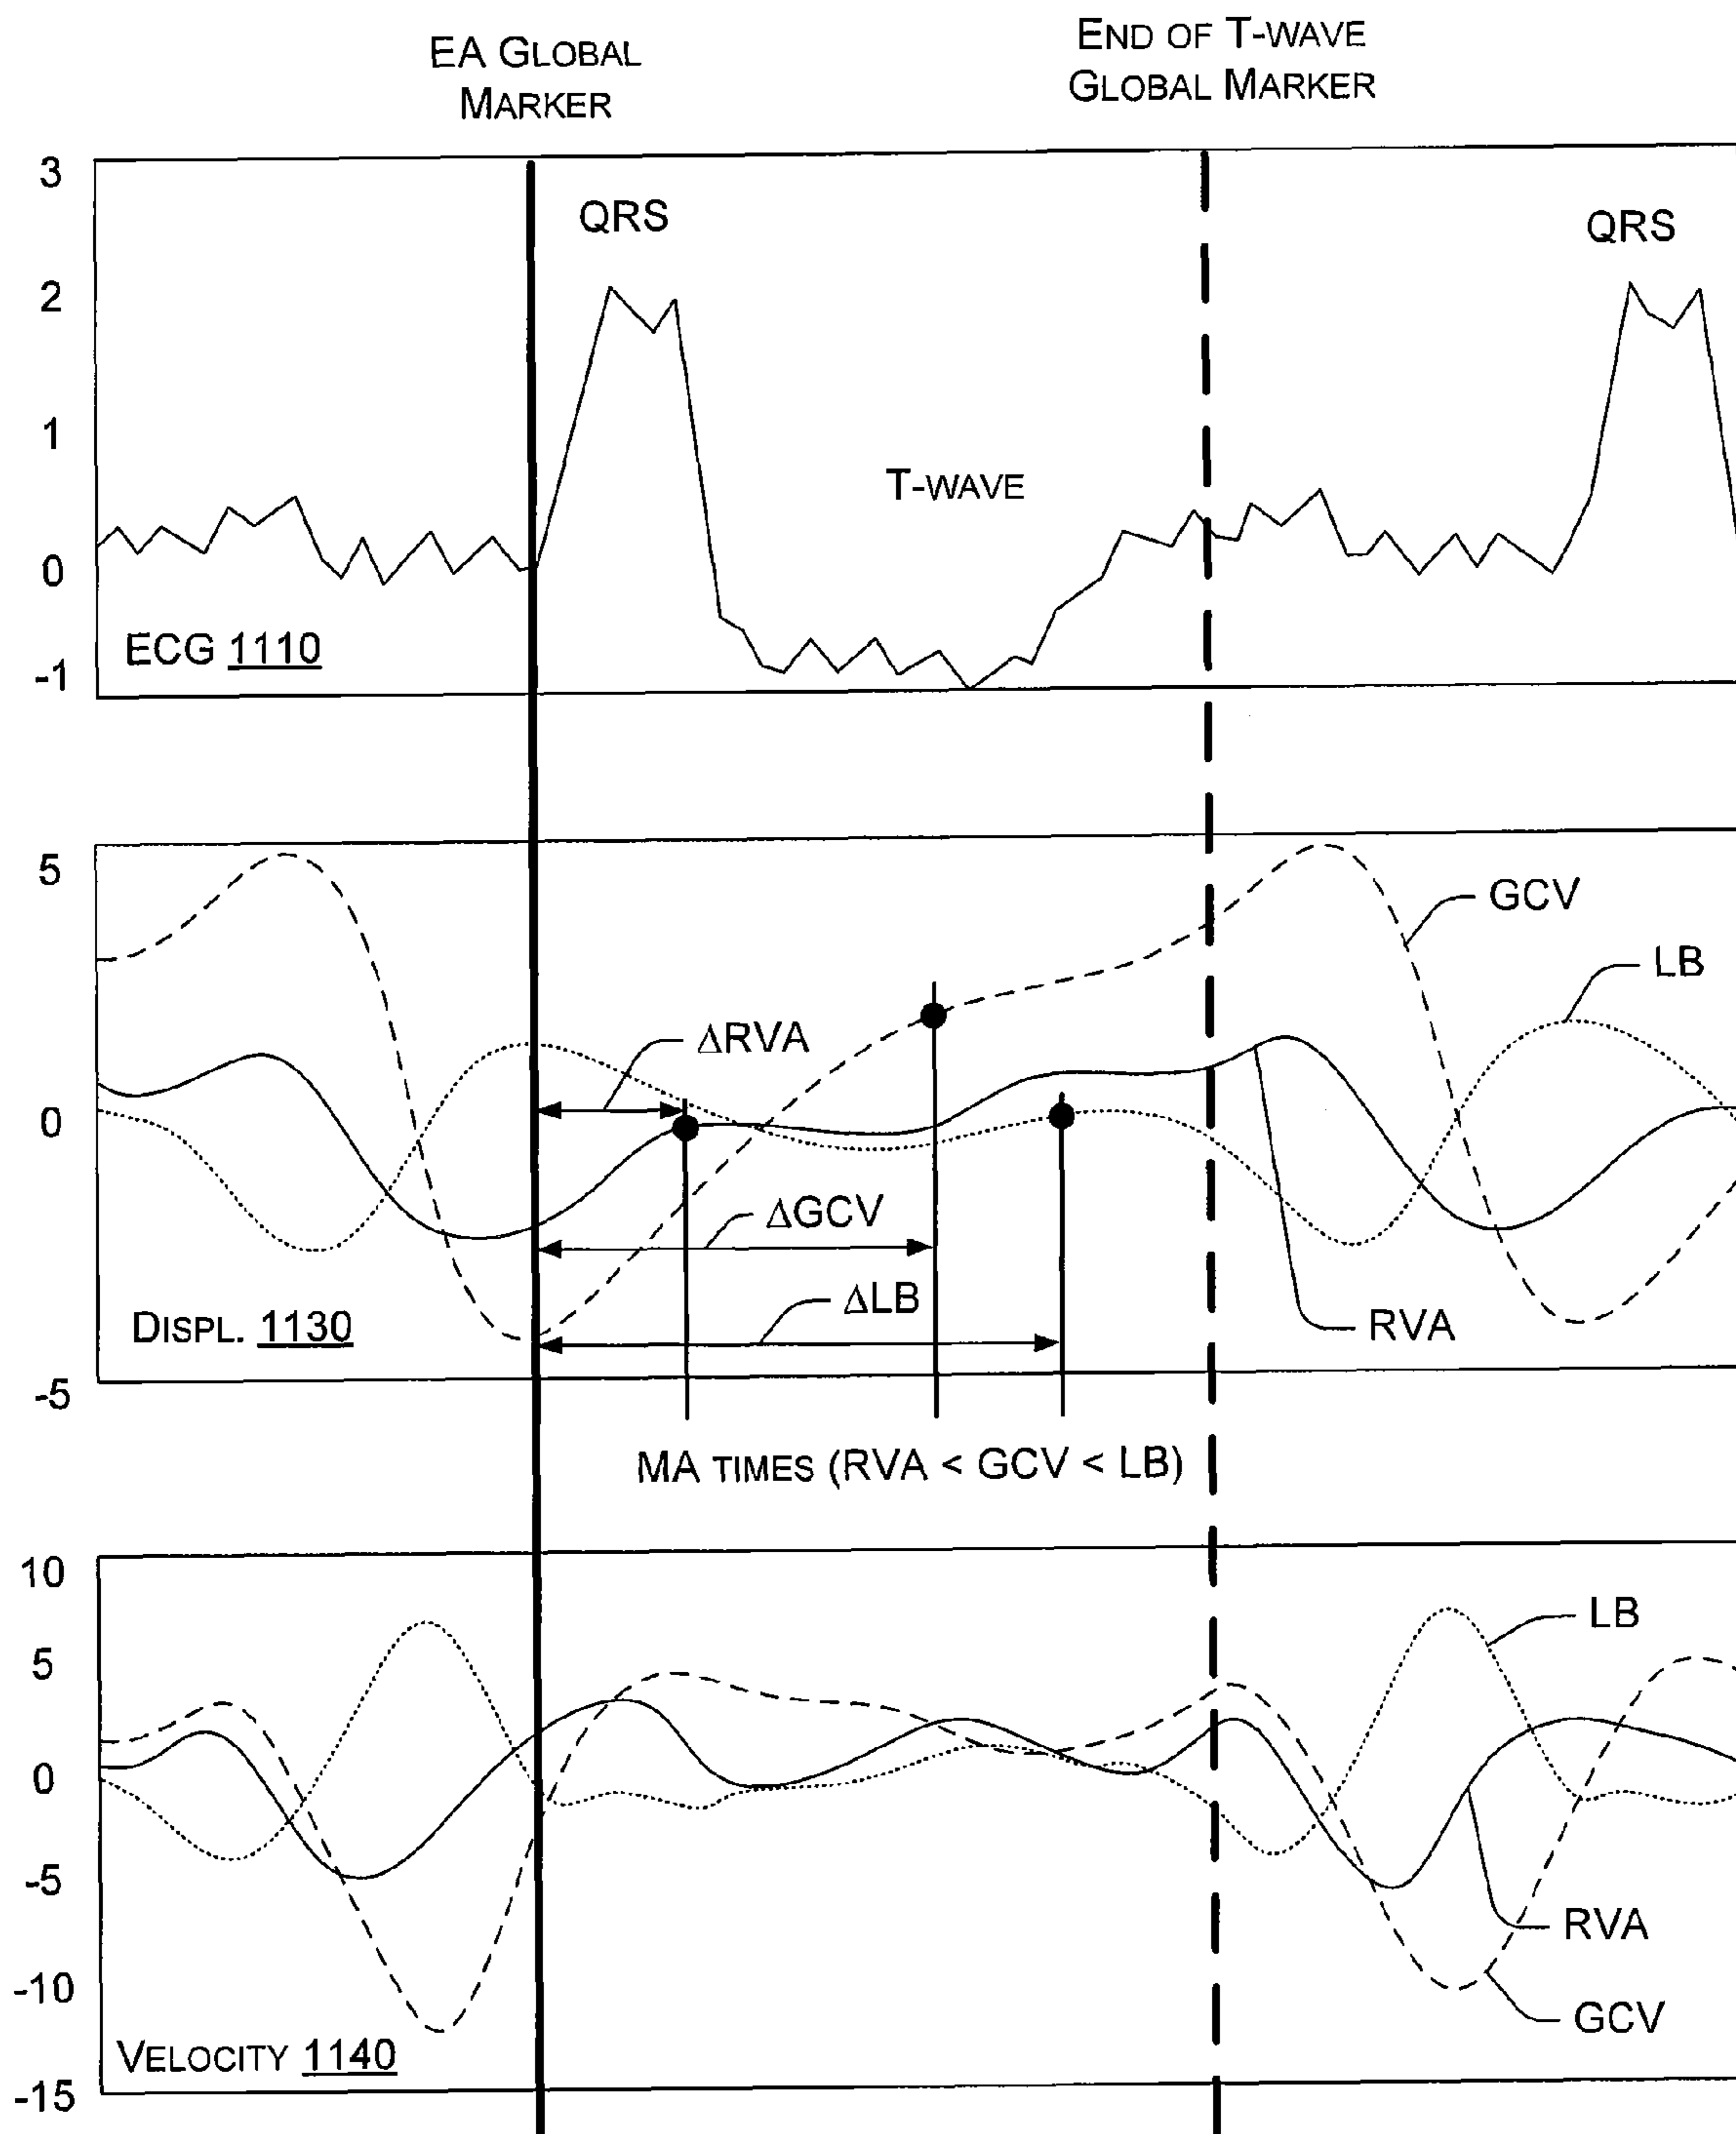 EA GLOBAL
MARKER
END OF T-WAVE
GLOBAL MARKER
3
2
1
0
-1
QRS
QRS
T-WAVE
ECG 1110
5
0
-5
GCV
LB
ΔRVA
ΔGCV
ΔLB
RVA
DISPL. 1130
MA TIMES (RVA < GCV < LB)
10
5
0
-5
-10
-15
LB
RVA
GCV
VELOCITY 1140